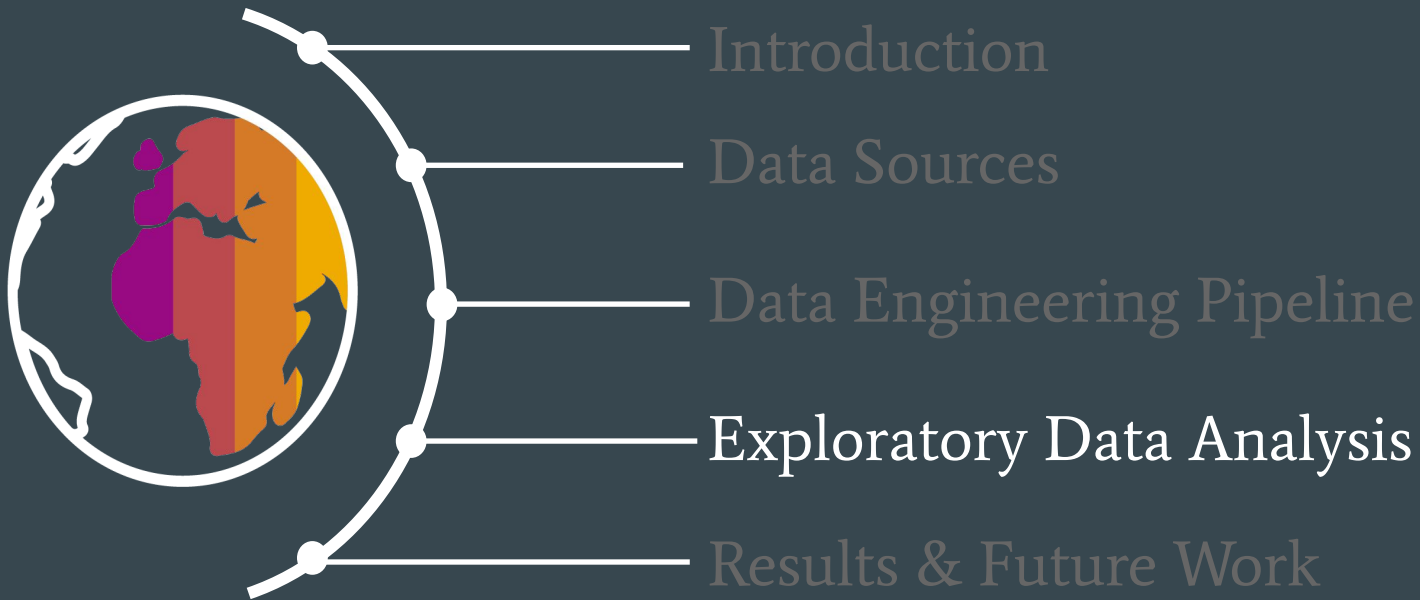 Introduction
Data Sources
Data Engineering Pipeline
Exploratory Data Analysis
Results & Future Work